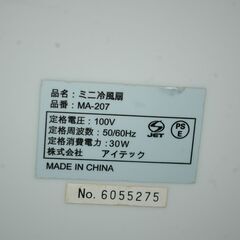 品名：ミニ冷風扇
品番：MA-207
定格電圧：100V
定格周波数：50/60Hz
定格消費電力：30W
株式会社　アイテック
MADE IN CHINA
JET
PS
E
No. 6055275